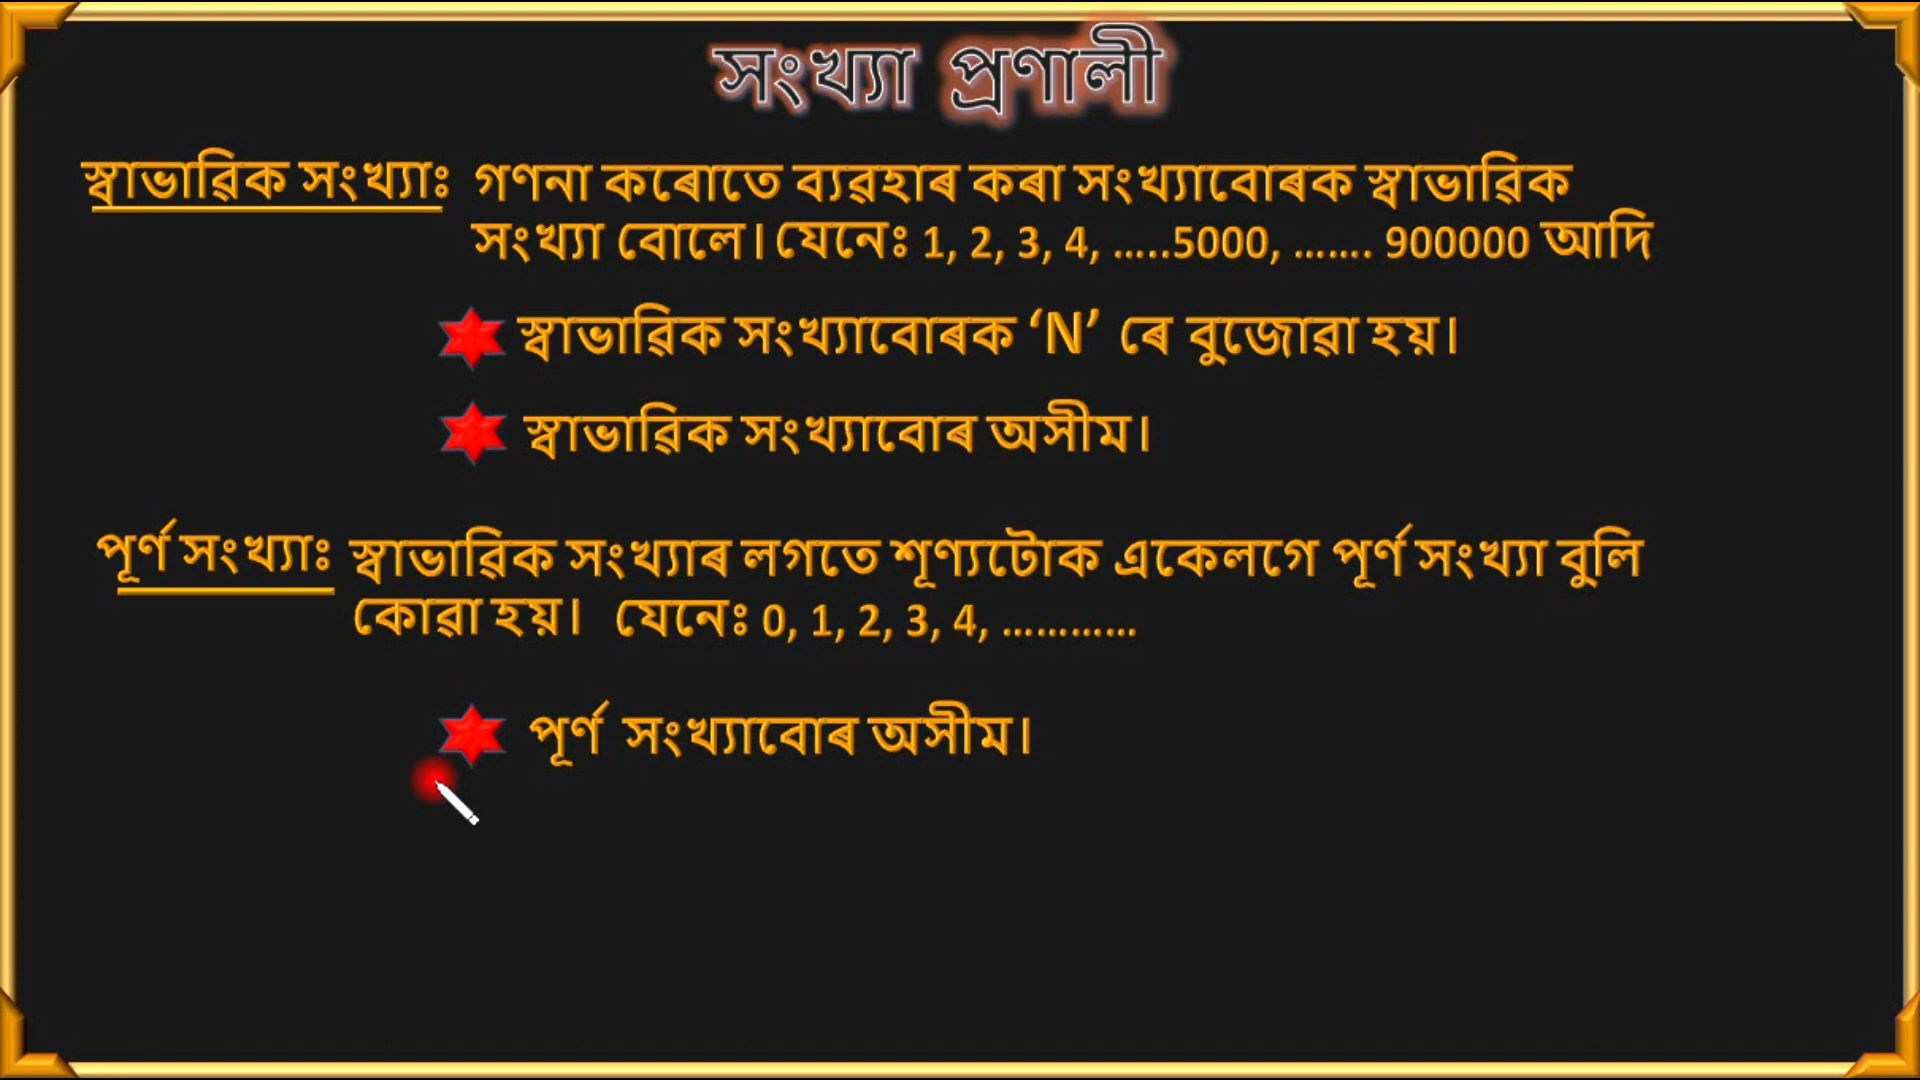 সংখ্যা প্ৰণালী
স্বাভাৱিক সংখ্যাঃ গণনা কৰোতে ব্যৱহাৰ কৰা সংখ্যাবোৰক স্বাভাৱিক
সংখ্যা বোলে। যেনেঃ 1, 2, 3, 4, .....5000, ....... 900000 আদি
স্বাভাৱিক সংখ্যাবোৰক ‘N’ ৰে বুজোৱা হয়।
স্বাভাৱিক সংখ্যাবোৰ অসীম।
পূৰ্ণ সংখ্যাঃ স্বাভাৱিক সংখ্যাৰ লগতে শূণ্যটোক একেলগে পূৰ্ণ সংখ্যা বুলি
কোৱা হয়। যেনেঃ 0, 1, 2, 3, 4, ............
পূৰ্ণ সংখ্যাবোৰ অসীম।